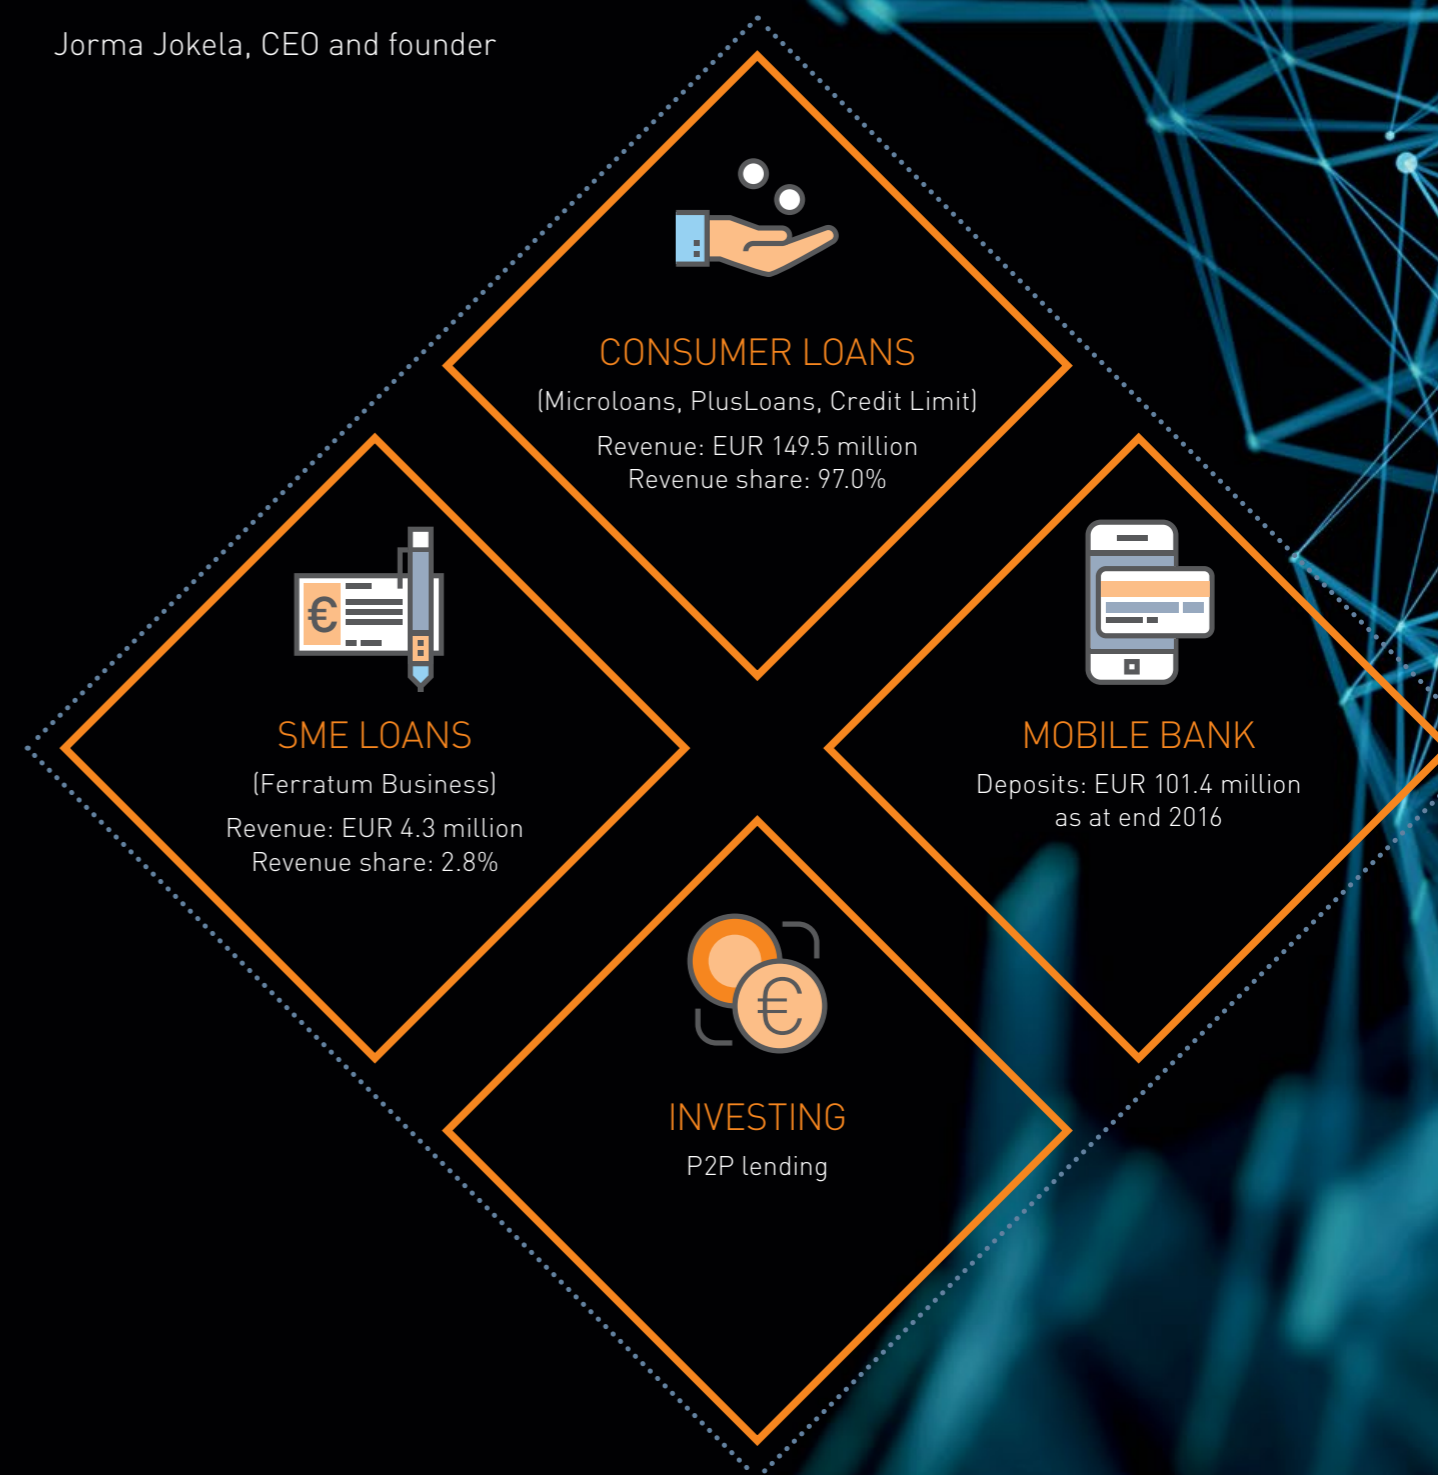 Jorma Jokela, CEO and founder
CONSUMER LOANS
(Microloans, PlusLoans, Credit Limit)
Revenue: EUR 149.5 million
Revenue share: 97.0%
€
SME LOANS
(Ferratum Business)
Revenue: EUR 4.3 million
Revenue share: 2.8%
MOBILE BANK
Deposits: EUR 101.4 million
as at end 2016
€
INVESTING
P2P lending